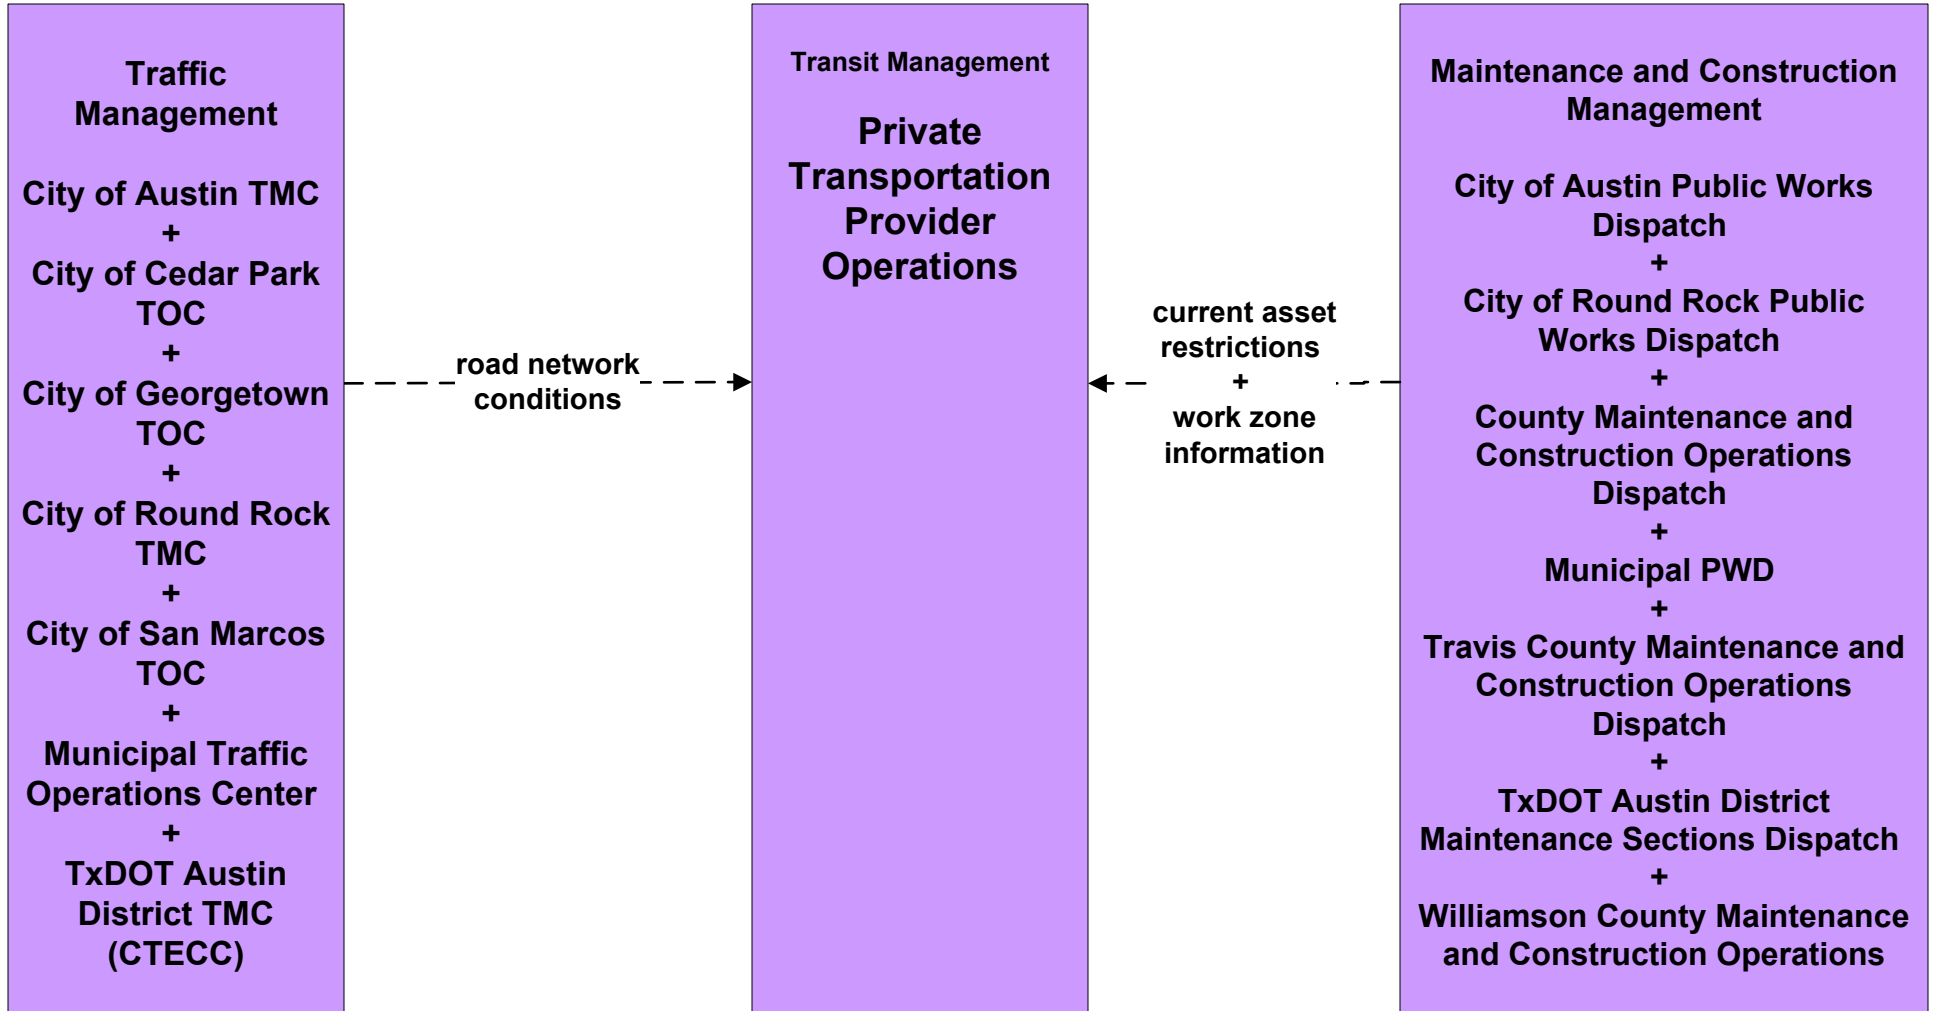 Traffic
Management
City of Austin TMC
+
City of Cedar Park
TOC
+
City of Georgetown
TOC
+
City of Round Rock
TMC
+
City of San Marcos
TOC
+
Municipal Traffic
Operations Center
+
TxDOT Austin
District TMC
(CTECC)
road network
conditions
Transit Management
Private
Transportation
Provider
Operations
current asset
restrictions
+
work zone
information
Maintenance and Construction
Management
City of Austin Public Works
Dispatch
+
City of Round Rock Public
Works Dispatch
+
County Maintenance and
Construction Operations
Dispatch
+
Municipal PWD
+
Travis County Maintenance and
Construction Operations
Dispatch
+
TxDOT Austin District
Maintenance Sections Dispatch
+
Williamson County Maintenance
and Construction Operations